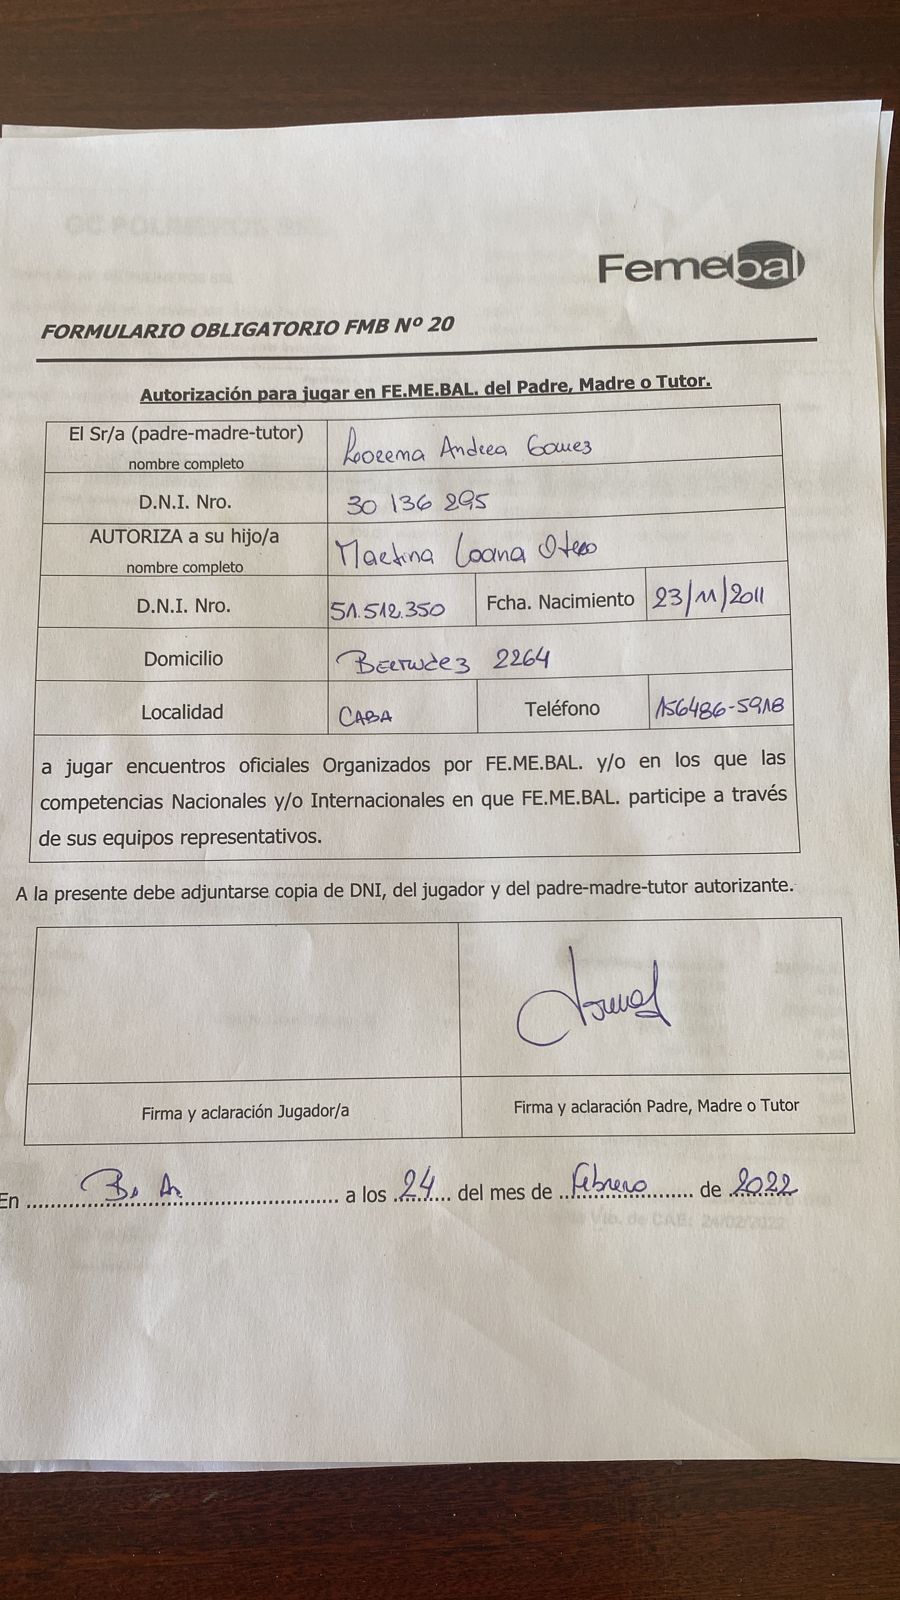 Femebal
FORMULARIO OBLIGATORIO FMB Nº 20
Autorización para jugar en FE.ME.BAL. del Padre, Madre o Tutor.
El Sr/a (padre-madre-tutor)
nombre completo
Lorena Andrea Gomez
D.N.I. Nro.
30 136 295
AUTORIZA a su hijo/a
nombre completo
Martina Loana Otero
D.N.I. Nro.
51.512.350
Fcha. Nacimiento
23/11/2011
Domicilio
Bermudez 2264
Localidad
CABA
Teléfono
156486-5918
a jugar encuentros oficiales Organizados por FE.ME.BAL. y/o en los que las
competencias Nacionales y/o Internacionales en que FE.ME.BAL. participe a través
de sus equipos representativos.
A la presente debe adjuntarse copia de DNI, del jugador y del padre-madre-tutor autorizante.
Firma y aclaración Jugador/a
Firma y aclaración Padre, Madre o Tutor
En Bs As a los 24 del mes de Febrero de 2022